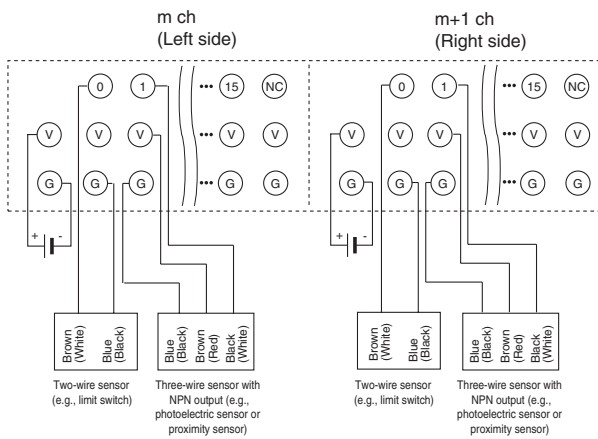 m ch
(Left side)
m+1 ch
(Right side)
0 1 ••• 15 NC
0 1 ••• 15 NC
V V V ••• V V
V V V ••• V V
G G G ••• G G
G G G ••• G G
+ -
+ -
Brown
(White)
Blue
(Black)
Blue
(Black)
Brown
(Red)
Black
(White)
Brown
(White)
Blue
(Black)
Blue
(Black)
Brown
(Red)
Black
(White)
Two-wire sensor
(e.g., limit switch)
Three-wire sensor with
NPN output (e.g.,
photoelectric sensor or
proximity sensor)
Two-wire sensor
(e.g., limit switch)
Three-wire sensor with
NPN output (e.g.,
photoelectric sensor or
proximity sensor)